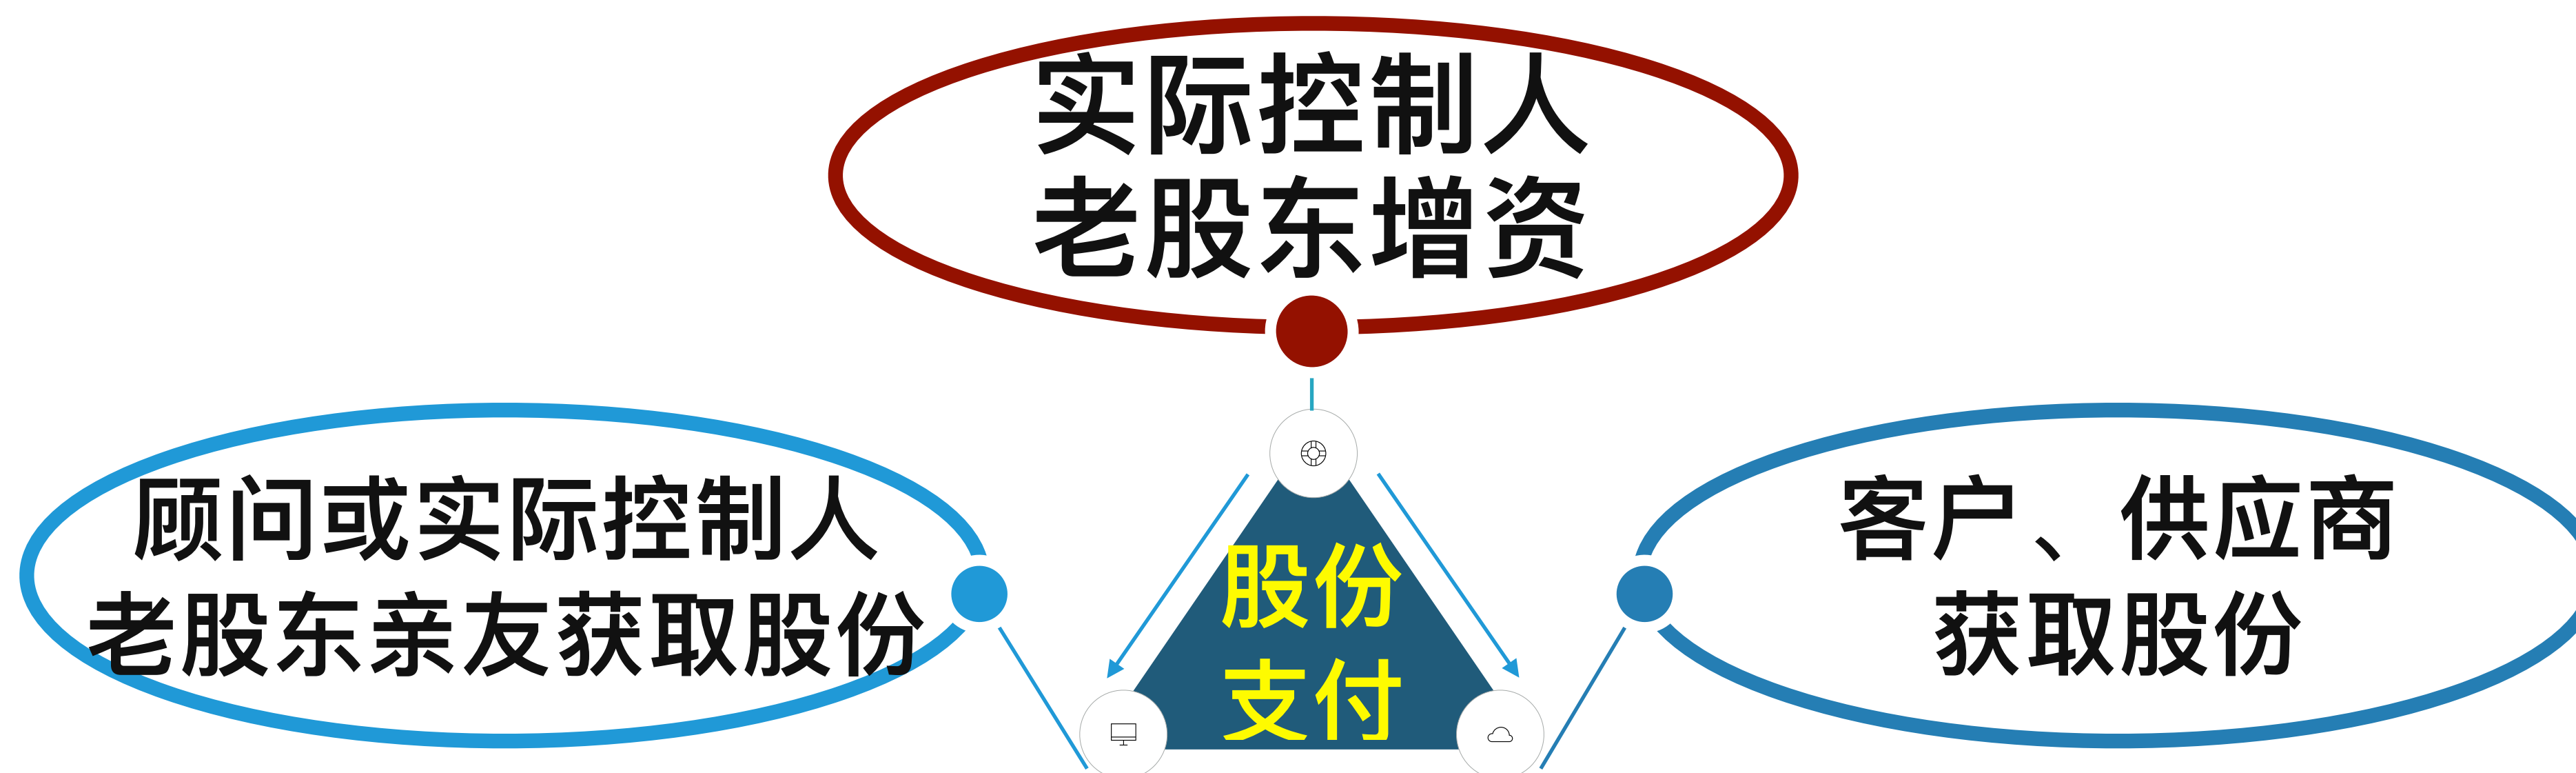 实际控制人
老股东增资
顾问或实际控制人
老股东亲友获取股份
股份
支付
客户、供应商
获取股份